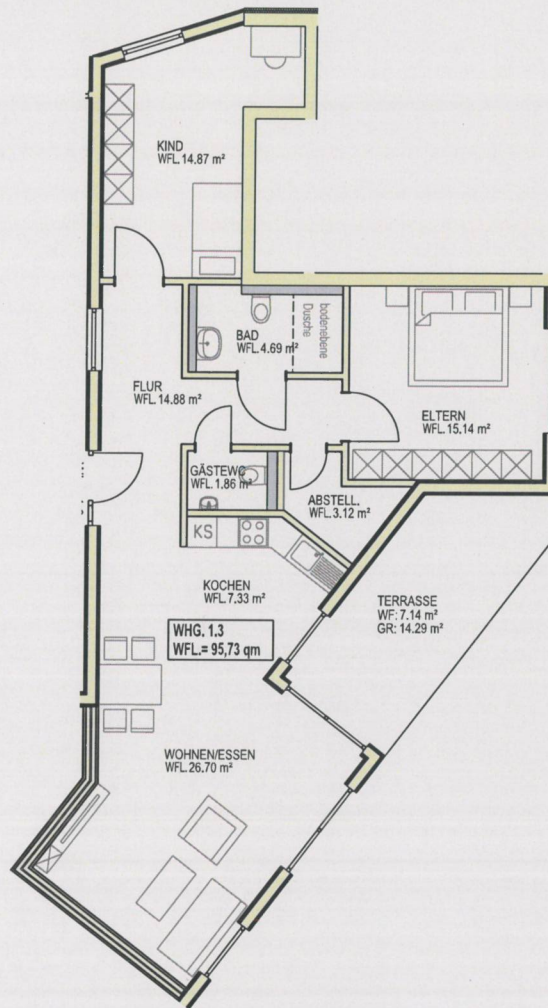 KIND
WFL.14.87 m²
bodenebene
Dusche
BAD
WFL.4.69 m²
FLUR
WFL.14.88 m²
ELTERN
WFL.15.14 m²
GÄSTEWC
WFL.1.86 m²
ABSTELL.
WFL.3.12 m²
KS
KOCHEN
WFL.7.33 m²
TERRASSE
WF: 7.14 m²
GR: 14.29 m²
WHG. 1.3
WFL.= 95,73 qm
WOHNEN/ESSEN
WFL.26.70 m²